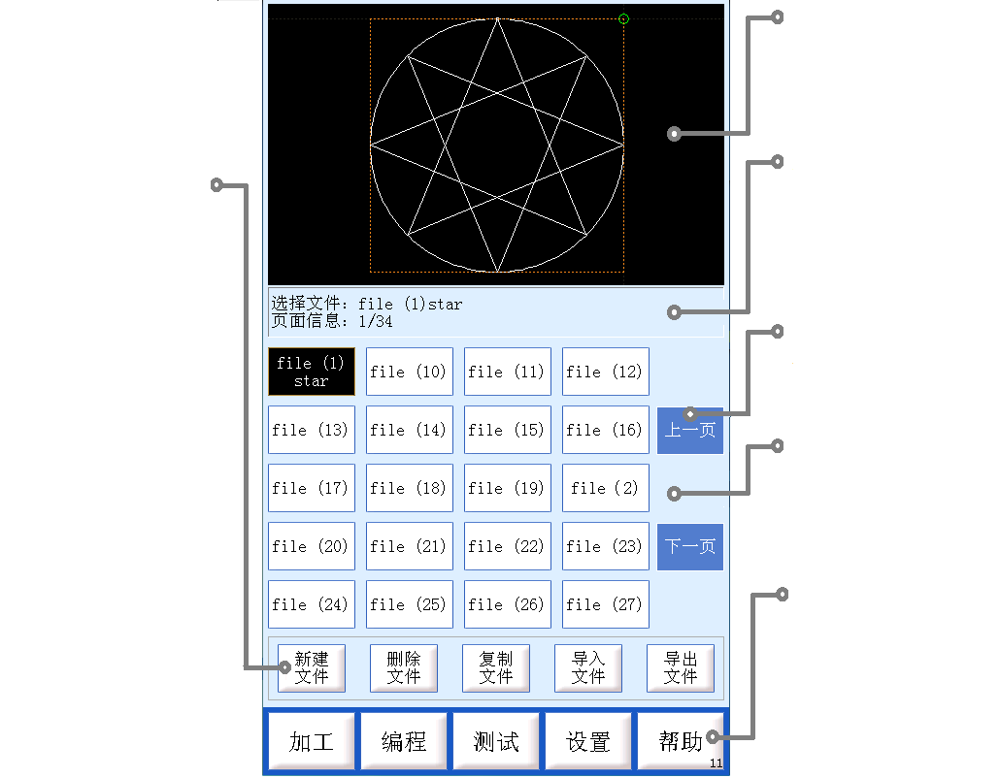 选择文件: file (1)star
页面信息: 1/34
file (1)
star
file (10)
file (11)
file (12)
file (13)
file (14)
file (15)
file (16)
上一页
file (17)
file (18)
file (19)
file (2)
file (20)
file (21)
file (22)
file (23)
下一页
file (24)
file (25)
file (26)
file (27)
新建
文件
删除
文件
复制
文件
导入
文件
导出
文件
加工
编程
测试
设置
帮助
11